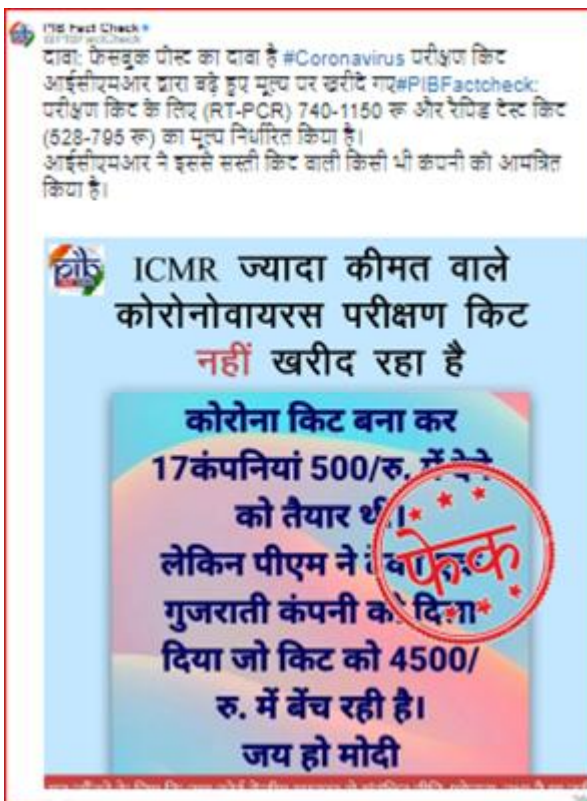 PIB Fact Check
@PIBFactCheck
दावा: फेसबुक पोस्ट का दावा है #Coronavirus परीक्षण किट
आईसीएमआर द्वारा बढ़े हुए मूल्य पर खरीदे गए#PIBFactcheck:
परीक्षण किट के लिए (RT-PCR) 740-1150 रू और रैपिड टेस्ट किट
(528-795 रू) का मूल्य निर्धारित किया है।
आईसीएमआर ने इससे सस्ती किट वाली किसी भी कंपनी को आमंत्रित
किया है।
pib
ICMR ज्यादा कीमत वाले
कोरोनोवायरस परीक्षण किट
नहीं खरीद रहा है
कोरोना किट बना कर
17कंपनियां 500/रु. में देने
को तैयार थी।
लेकिन पीएम ने ठेका
फेक
गुजराती कंपनी को दिला
दिया जो किट को 4500/
रु. में बेंच रही है।
जय हो मोदी